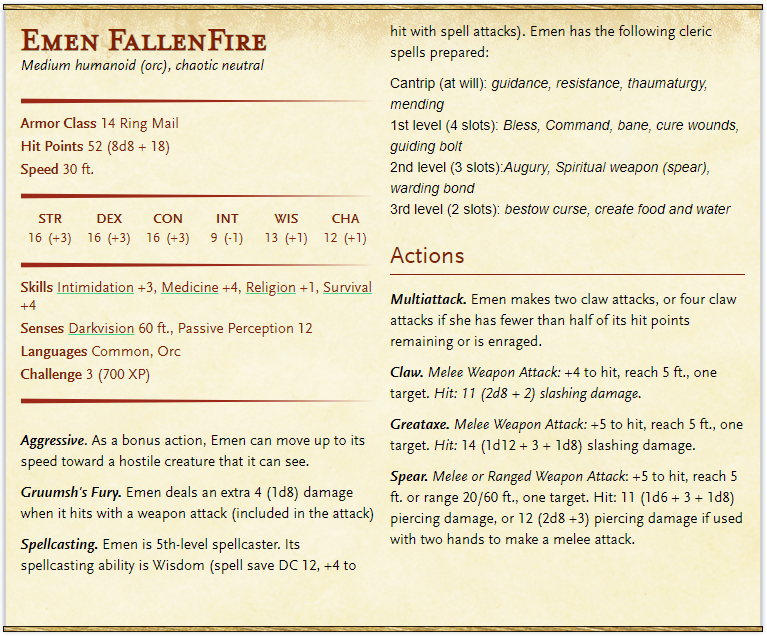 Emen FallenFire
Medium humanoid (orc), chaotic neutral
Armor Class 14 Ring Mail
Hit Points 52 (8d8 + 18)
Speed 30 ft.
STR DEX CON INT WIS CHA
16 (+3) 16 (+3) 16 (+3) 9 (-1) 13 (+1) 12 (+1)
Skills Intimidation +3, Medicine +4, Religion +1, Survival
+4
Senses Darkvision 60 ft., Passive Perception 12
Languages Common, Orc
Challenge 3 (700 XP)
Aggressive. As a bonus action, Emen can move up to its
speed toward a hostile creature that it can see.
Gruumsh's Fury. Emen deals an extra 4 (1d8) damage
when it hits with a weapon attack (included in the attack)
Spellcasting. Emen is 5th-level spellcaster. Its
spellcasting ability is Wisdom (spell save DC 12, +4 to
hit with spell attacks). Emen has the following cleric
spells prepared:
Cantrip (at will): guidance, resistance, thaumaturgy,
mending
1st level (4 slots): Bless, Command, bane, cure wounds,
guiding bolt
2nd level (3 slots):Augury, Spiritual weapon (spear),
warding bond
3rd level (2 slots): bestow curse, create food and water
Actions
Multiattack. Emen makes two claw attacks, or four claw
attacks if she has fewer than half of its hit points
remaining or is enraged.
Claw. Melee Weapon Attack: +4 to hit, reach 5 ft., one
target. Hit: 11 (2d8 + 2) slashing damage.
Greataxe. Melee Weapon Attack: +5 to hit, reach 5 ft., one
target. Hit: 14 (1d12 + 3 + 1d8) slashing damage.
Spear. Melee or Ranged Weapon Attack: +5 to hit, reach 5
ft. or range 20/60 ft., one target. Hit: 11 (1d6 + 3 + 1d8)
piercing damage, or 12 (2d8 +3) piercing damage if used
with two hands to make a melee attack.